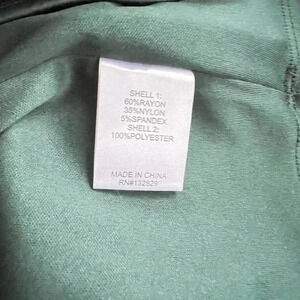 SHELL 1:
60%RAYON
35%NYLON
5%SPANDEX
SHELL 2:
100%POLYESTER
MADE IN CHINA
RN#132829